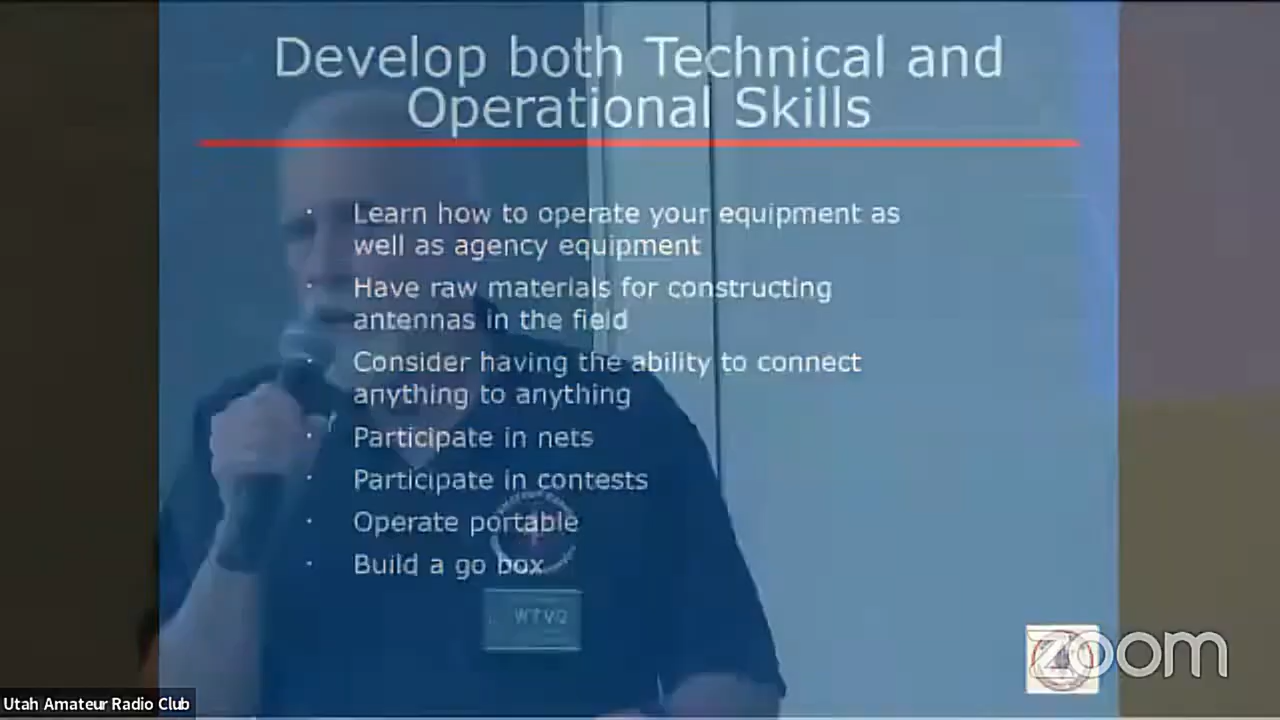 Develop both Technical and
Operational Skills
· Learn how to operate your equipment as
well as agency equipment
· Have raw materials for constructing
antennas in the field
· Consider having the ability to connect
anything to anything
· Participate in nets
· Participate in contests
· Operate portable
· Build a go box
zoom
Utah Amateur Radio Club